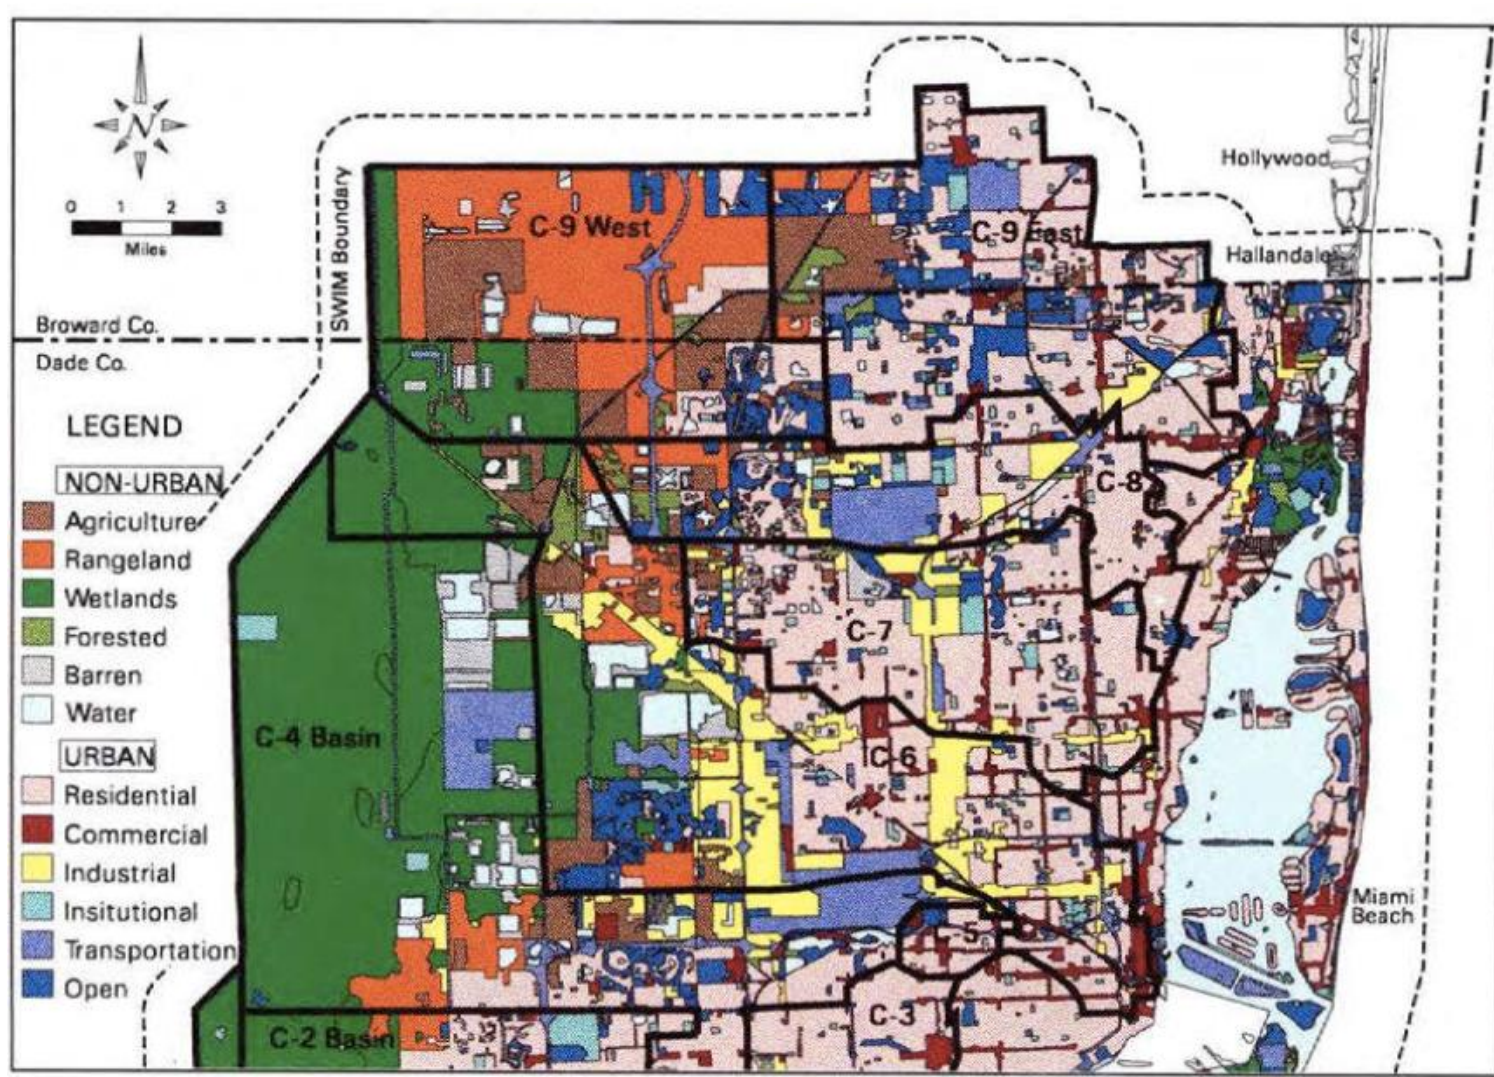 N
0 1 2 3
Miles
SWIM Boundary
Hollywood
Hallandale
Broward Co.
Dade Co.
C-9 West
C-9 East
LEGEND
NON-URBAN
Agriculture
Rangeland
Wetlands
Forested
Barren
Water
URBAN
Residential
Commercial
Industrial
Insitutional
Transportation
Open
C-8
C-7
C-4 Basin
C-6
Miami
Beach
5
C-3
C-2 Basin